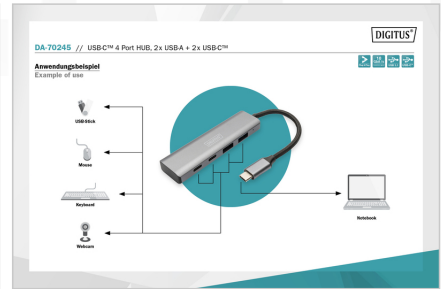 DIGITUS®
DA-70245 // USB-C™ 4 Port HUB, 2x USB-A + 2x USB-C™
Anwendungsbeispiel
Example of use
USB-Stick
Mouse
Keyboard
Webcam
Notebook